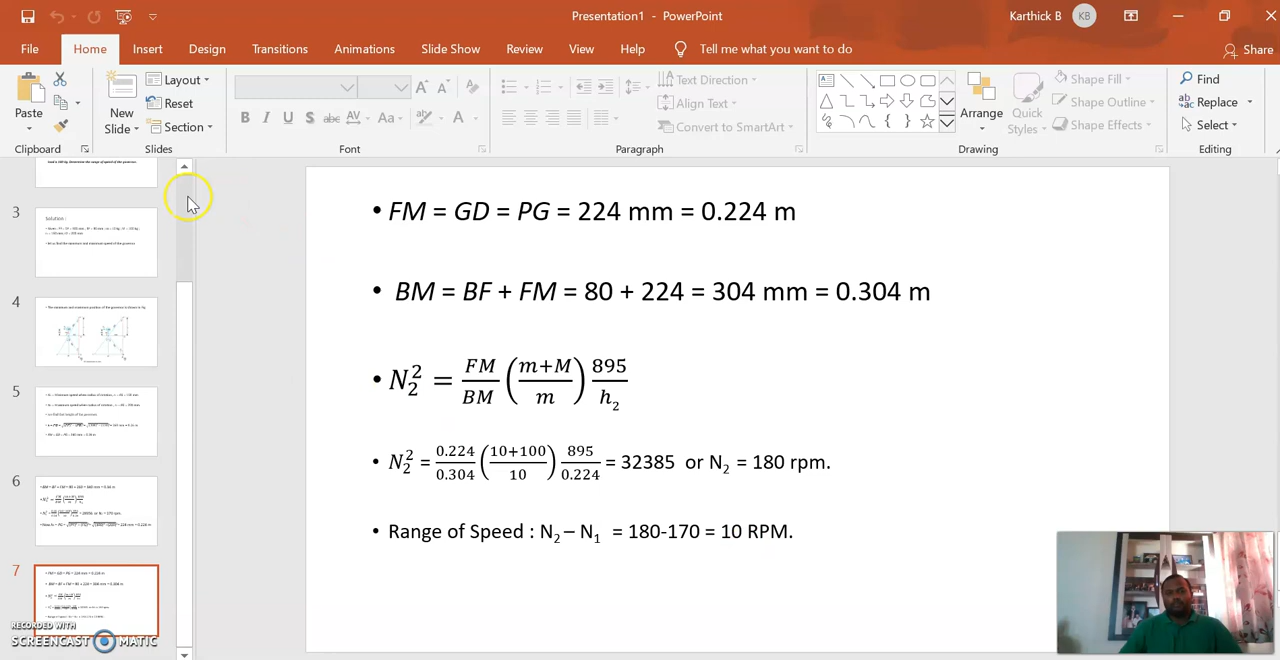 Presentation1 - PowerPoint
Karthick B
KB
File Home Insert Design Transitions Animations Slide Show Review View Help Tell me what you want to do
Share
Paste
New
Slide
Layout
Reset
Section
Text Direction
Align Text
Convert to SmartArt
Arrange
Quick
Styles
Shape Fill
Shape Outline
Shape Effects
Find
Replace
Select
Clipboard
Slides
Font
Paragraph
Drawing
Editing
3
Solution :
4
5
6
7
• FM = GD = PG = 224 mm = 0.224 m
• BM = BF + FM = 80 + 224 = 304 mm = 0.304 m
• N₂² = FM/BM ((m+M)/m) 895/h₂
• N₂² = 0.224/0.304 ((10+100)/10) 895/0.224 = 32385 or N₂ = 180 rpm.
• Range of Speed : N₂ – N₁ = 180-170 = 10 RPM.
RECORDED WITH
SCREENCAST MATIC